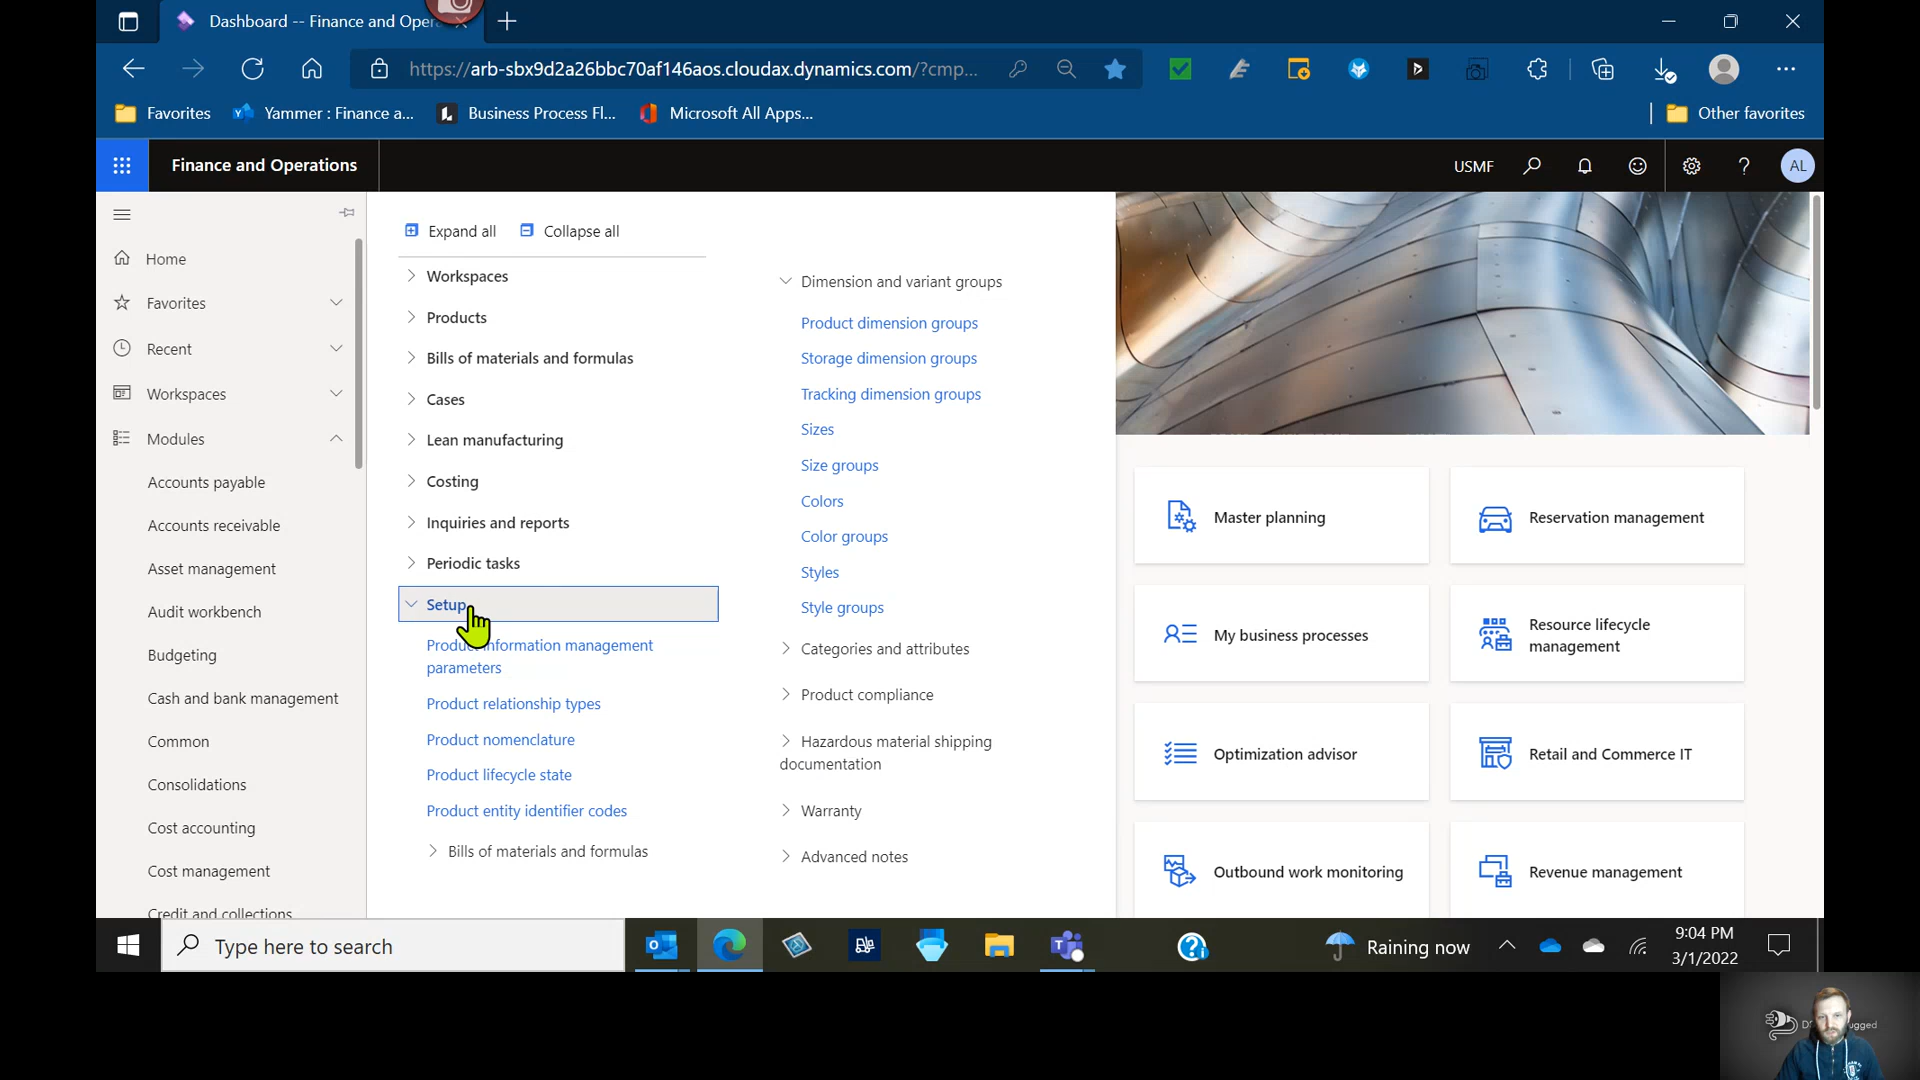 Dashboard -- Finance and Oper
https://arb-sbx9d2a26bbc70af146aos.cloudax.dynamics.com/?cmp...
Favorites
Yammer : Finance a...
Business Process Fl...
Microsoft All Apps...
Other favorites
Finance and Operations
USMF
AL
Expand all
Collapse all
Home
Favorites
Recent
Workspaces
Modules
Accounts payable
Accounts receivable
Asset management
Audit workbench
Budgeting
Cash and bank management
Common
Consolidations
Cost accounting
Cost management
Credit and collections
Workspaces
Products
Bills of materials and formulas
Cases
Lean manufacturing
Costing
Inquiries and reports
Periodic tasks
Setup
Product information management
parameters
Product relationship types
Product nomenclature
Product lifecycle state
Product entity identifier codes
Bills of materials and formulas
Dimension and variant groups
Product dimension groups
Storage dimension groups
Tracking dimension groups
Sizes
Size groups
Colors
Color groups
Styles
Style groups
Categories and attributes
Product compliance
Hazardous material shipping
documentation
Warranty
Advanced notes
Master planning
Reservation management
My business processes
Resource lifecycle
management
Optimization advisor
Retail and Commerce IT
Outbound work monitoring
Revenue management
Type here to search
Raining now
9:04 PM
3/1/2022